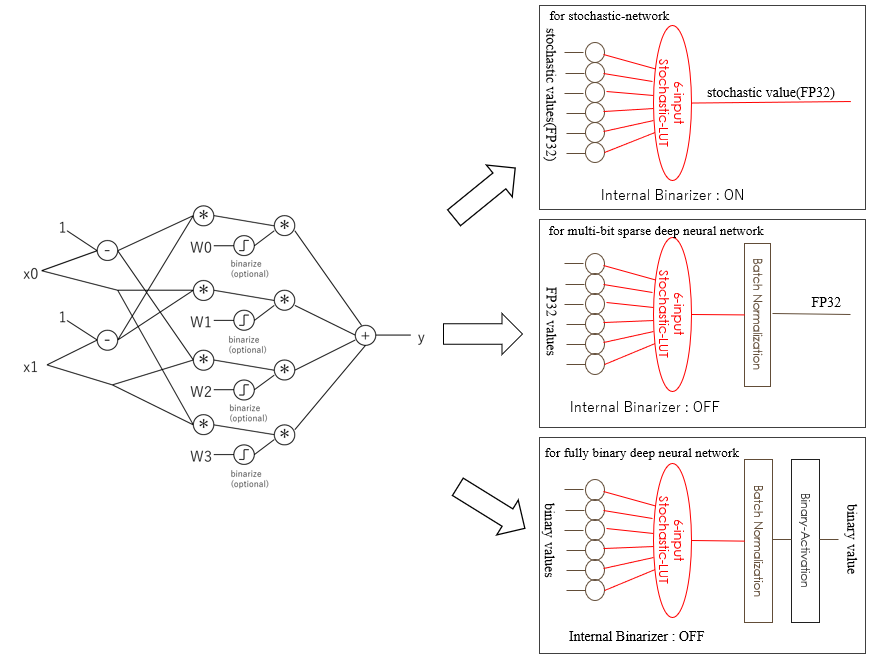 1
-
x0
1
-
x1
*
*
W0
binarize
(optional)
*
*
W1
binarize
(optional)
*
*
W2
binarize
(optional)
*
*
W3
binarize
(optional)
+
y
for stochastic-network
stochastic values(FP32)
6-input
Stochastic-LUT
stochastic value(FP32)
Internal Binarizer : ON
for multi-bit sparse deep neural network
FP32 values
6-input
Stochastic-LUT
Batch Normalization
FP32
Internal Binarizer : OFF
for fully binary deep neural network
binary values
6-input
Stochastic-LUT
Batch Normalization
Binary-Activation
binary value
Internal Binarizer : OFF